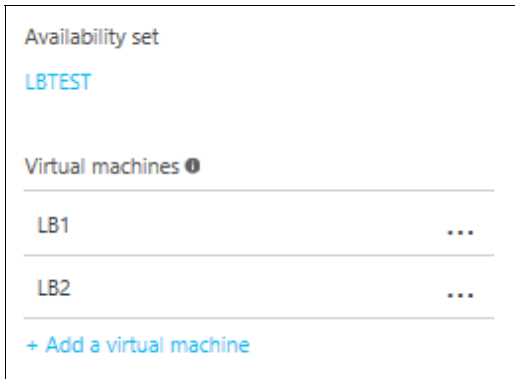 Availability set
LBTEST
Virtual machines
LB1 ...
LB2 ...
+ Add a virtual machine